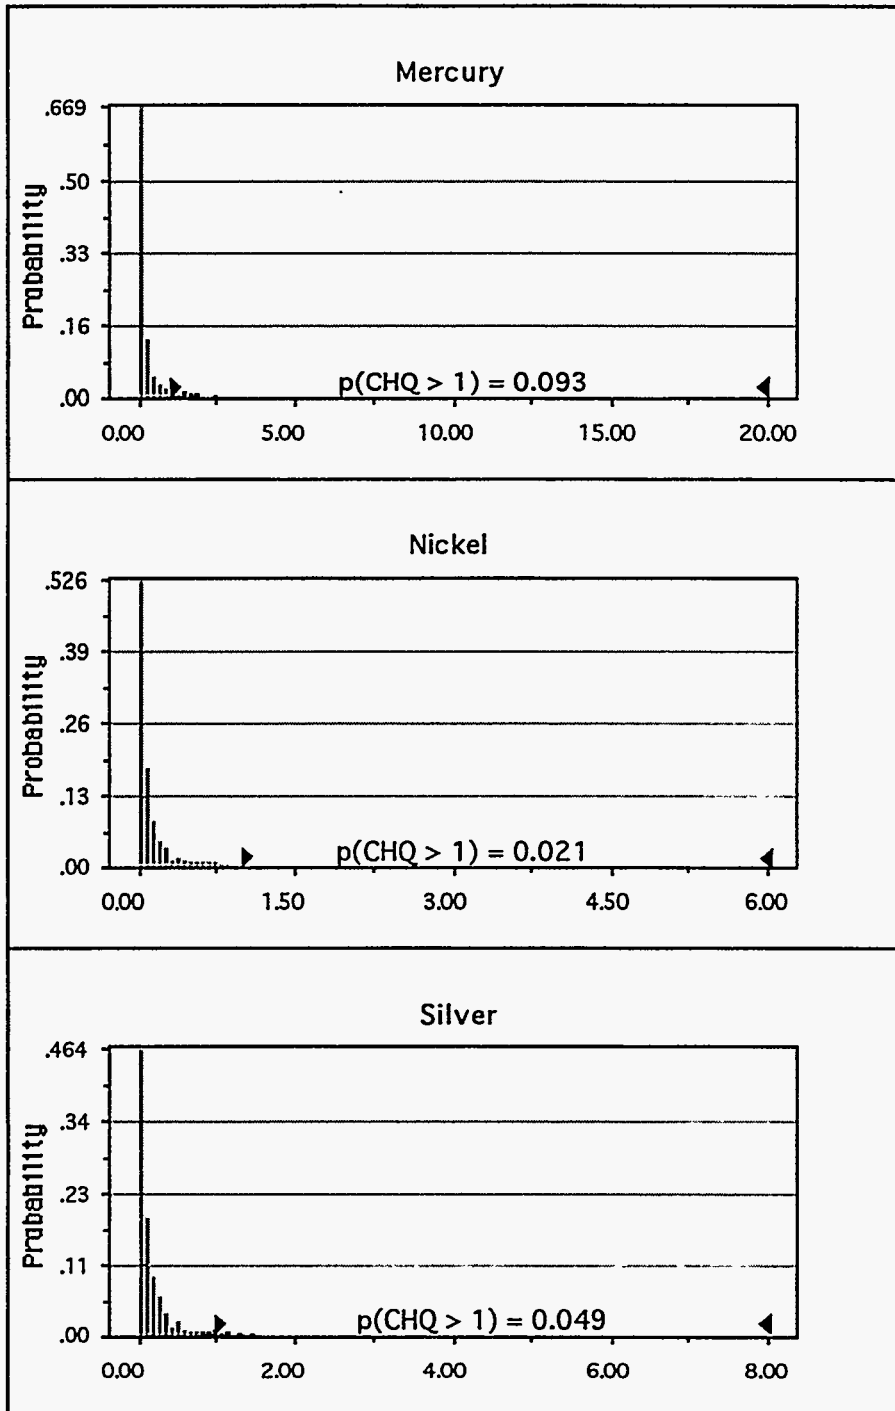 Mercury
Probability
.669
.50
.33
.16
.00
p(CHQ > 1) = 0.093
0.00 5.00 10.00 15.00 20.00
Nickel
Probability
.526
.39
.26
.13
.00
p(CHQ > 1) = 0.021
0.00 1.50 3.00 4.50 6.00
Silver
Probability
.464
.34
.23
.11
.00
p(CHQ > 1) = 0.049
0.00 2.00 4.00 6.00 8.00